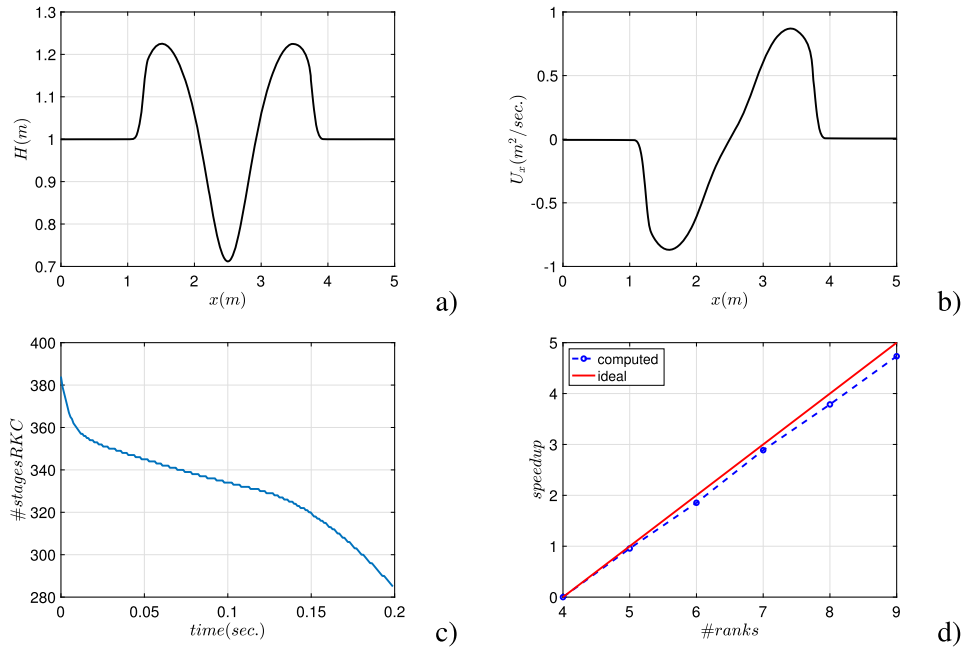 1.3
1.2
1.1
1
0.9
0.8
0.7
H(m)
0 1 2 3 4 5
x(m)
a)
1
0.5
0
-0.5
-1
U_x(m^2/sec.)
0 1 2 3 4 5
x(m)
b)
400
380
360
340
320
300
280
#stagesRKC
0 0.05 0.1 0.15 0.2
time(sec.)
c)
5
4
3
2
1
0
speedup
computed
ideal
4 5 6 7 8 9
#ranks
d)